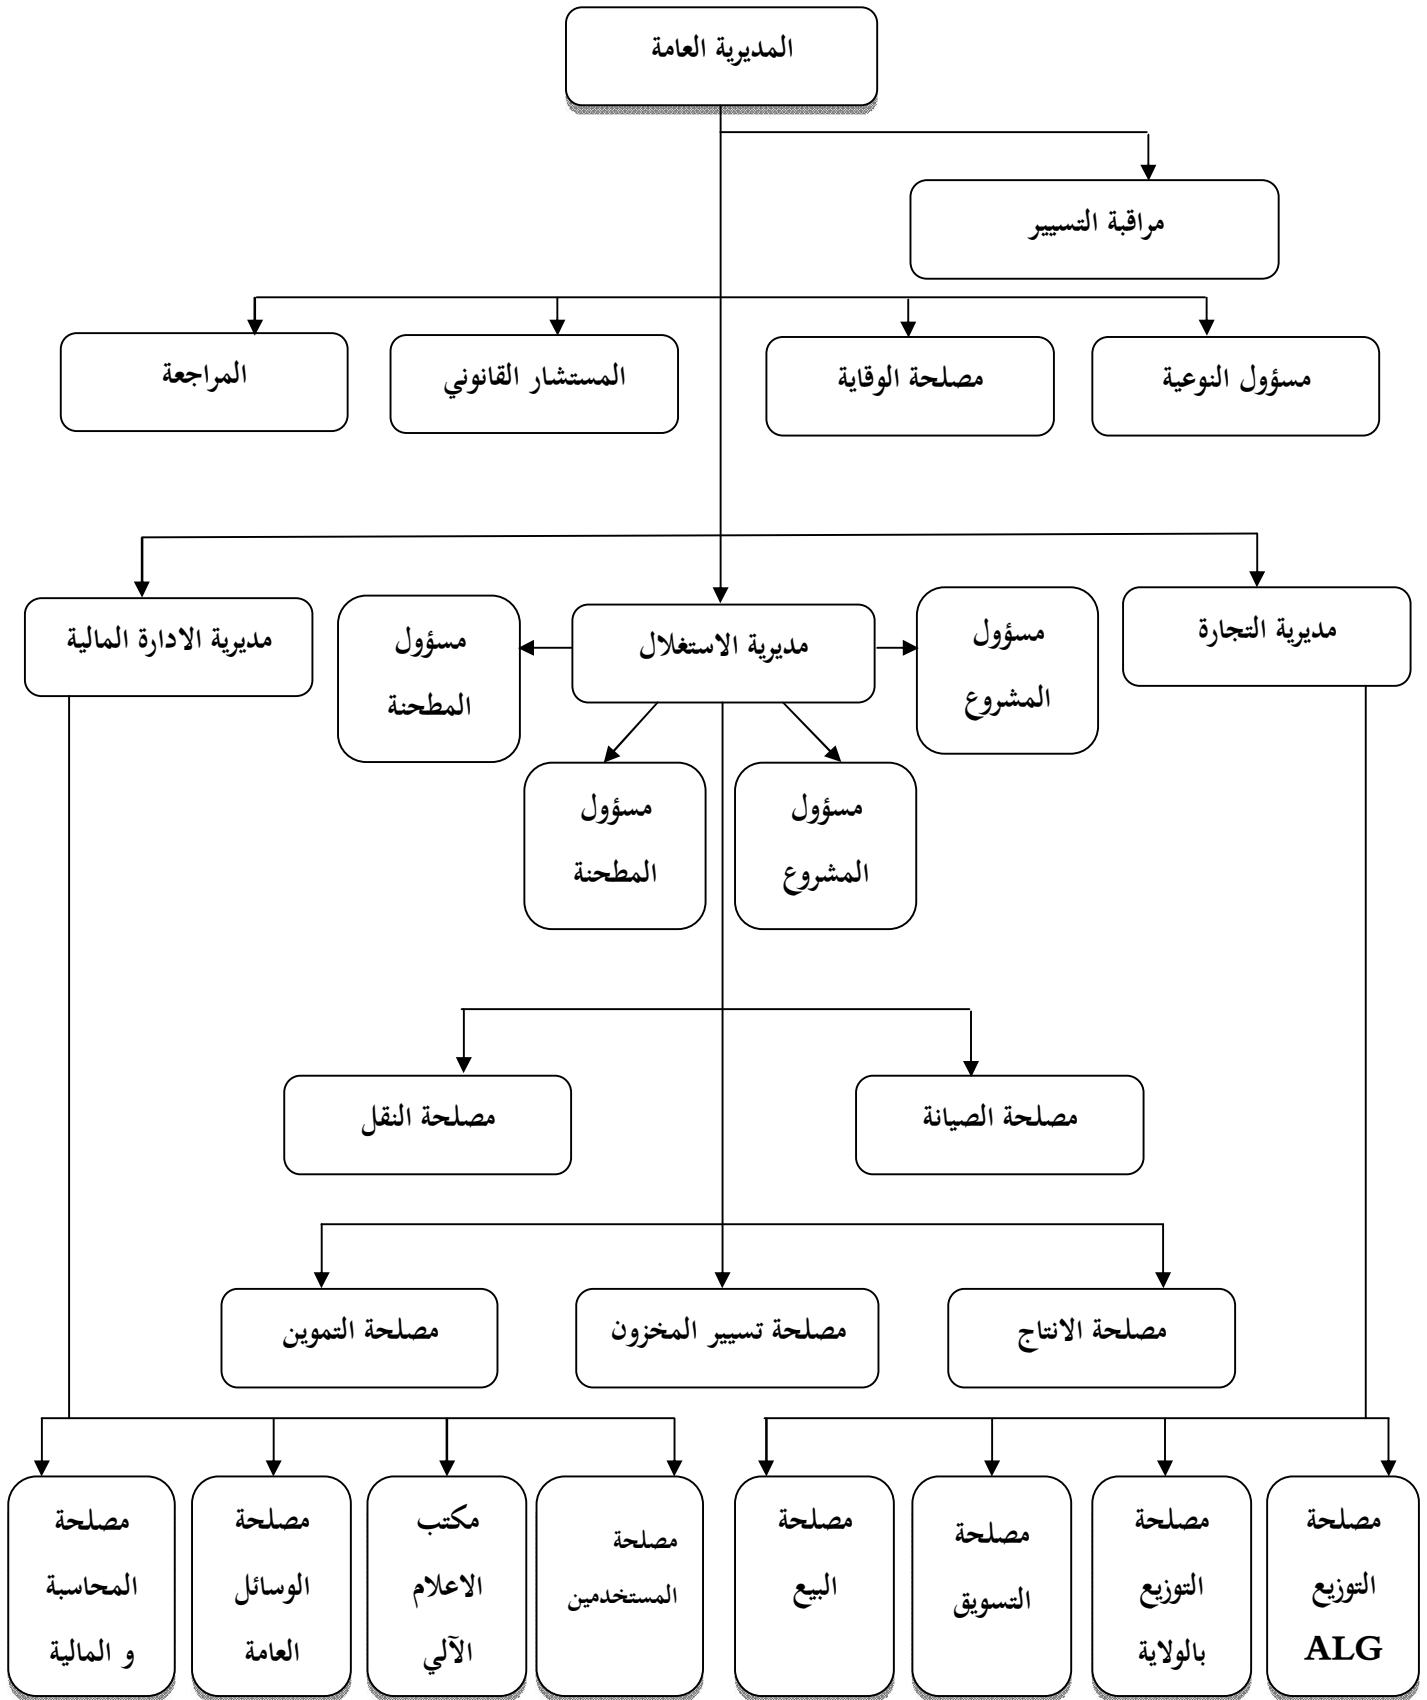 المديرية العامة
مراقبة التسيير
مسؤول النوعية
مصلحة الوقاية
المستشار القانوني
المراجعة
مديرية التجارة
مسؤول
المشروع
مديرية الاستغلال
مسؤول
المطحنة
مديرية الادارة المالية
مسؤول
المشروع
مسؤول
المطحنة
مصلحة الصيانة
مصلحة النقل
مصلحة الانتاج
مصلحة تسيير المخزون
مصلحة التموين
مصلحة
التوزيع
ALG
مصلحة
التوزيع
بالولاية
مصلحة
التسويق
مصلحة
البيع
مصلحة
المستخدمين
مكتب
الاعلام
الآلي
مصلحة
الوسائل
العامة
مصلحة
المحاسبة
و المالية